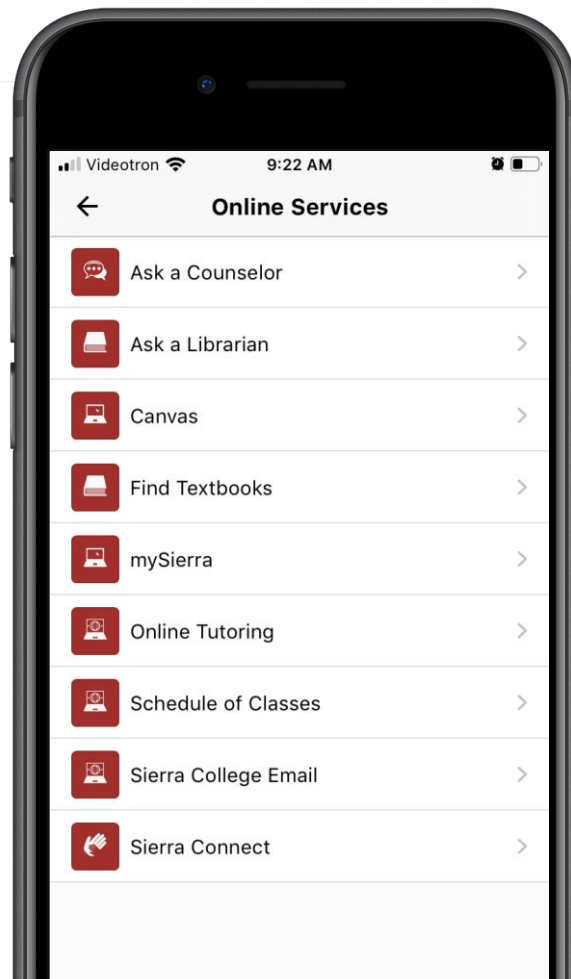 Videotron 9:22 AM
Online Services
Ask a Counselor
Ask a Librarian
Canvas
Find Textbooks
mySierra
Online Tutoring
Schedule of Classes
Sierra College Email
Sierra Connect